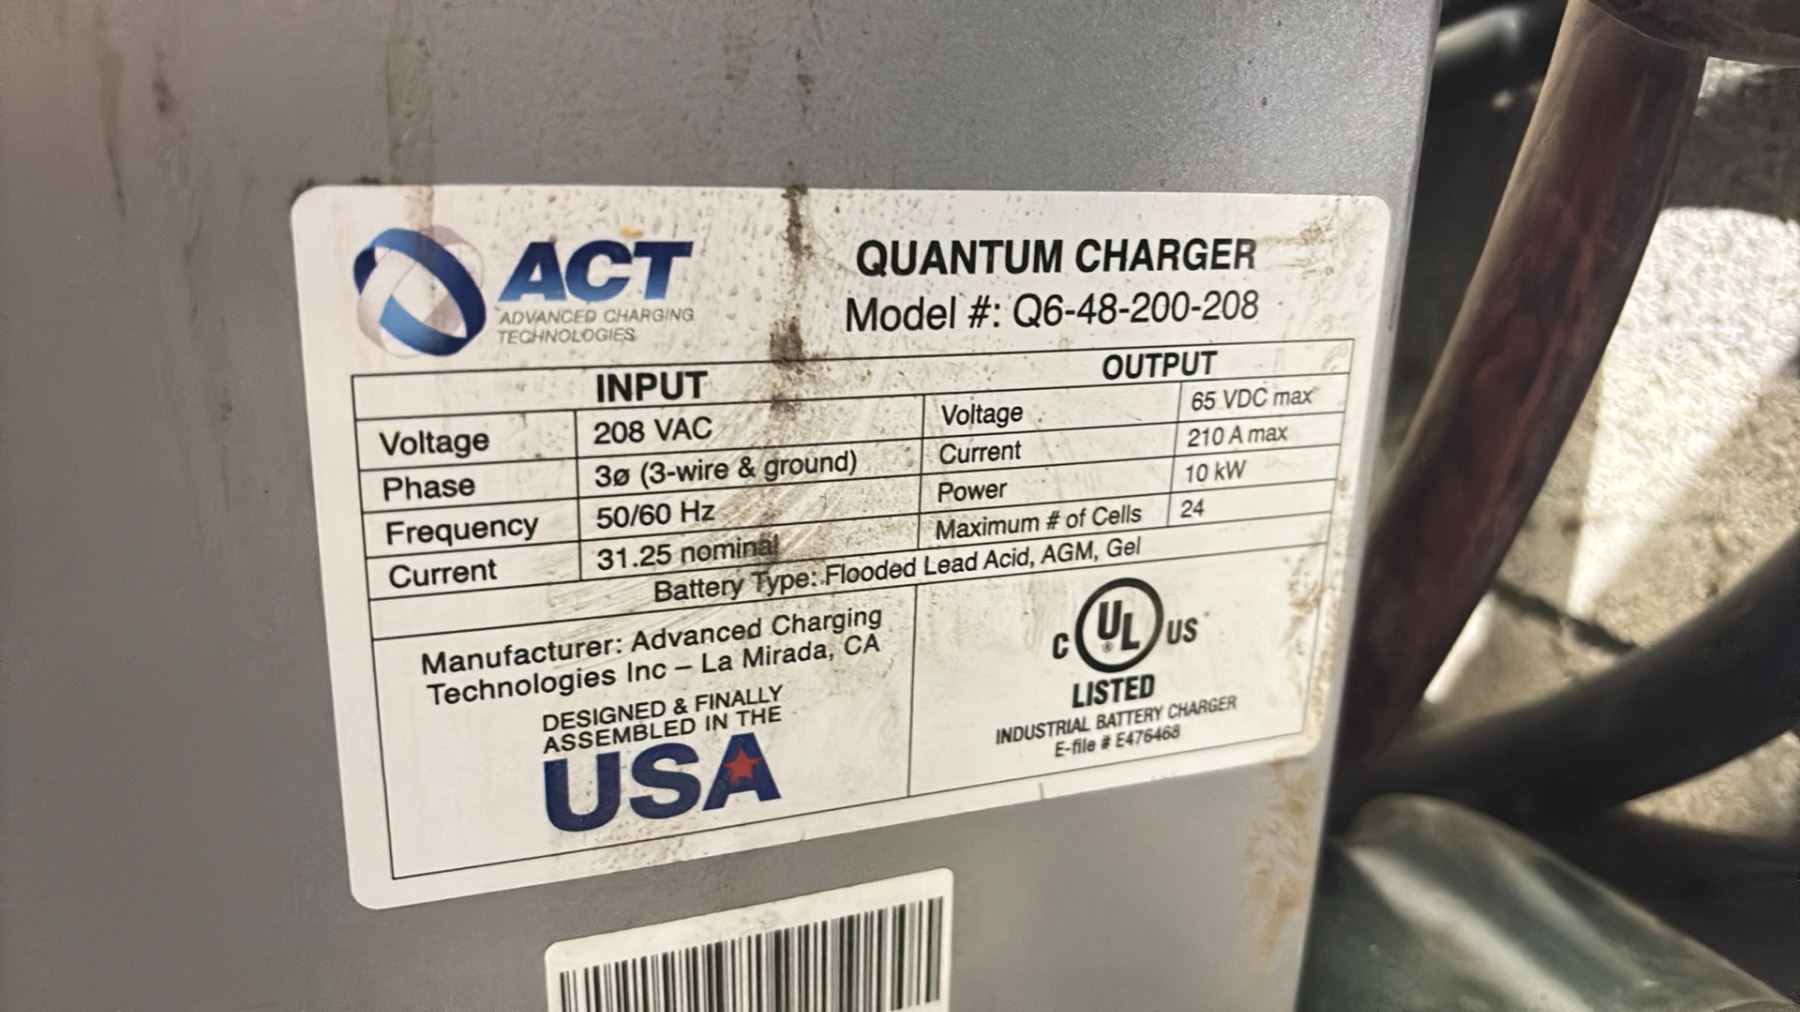 ACT
ADVANCED CHARGING
TECHNOLOGIES
QUANTUM CHARGER
Model #: Q6-48-200-208
INPUT
Voltage 208 VAC
Phase 3ø (3-wire & ground)
Frequency 50/60 Hz
Current 31.25 nominal
OUTPUT
Voltage 65 VDC max
Current 210 A max
Power 10 kW
Maximum # of Cells 24
Battery Type: Flooded Lead Acid, AGM, Gel
Manufacturer: Advanced Charging
Technologies Inc – La Mirada, CA
DESIGNED & FINALLY
ASSEMBLED IN THE
USA
C UL ® US
LISTED
INDUSTRIAL BATTERY CHARGER
E-file # E476468